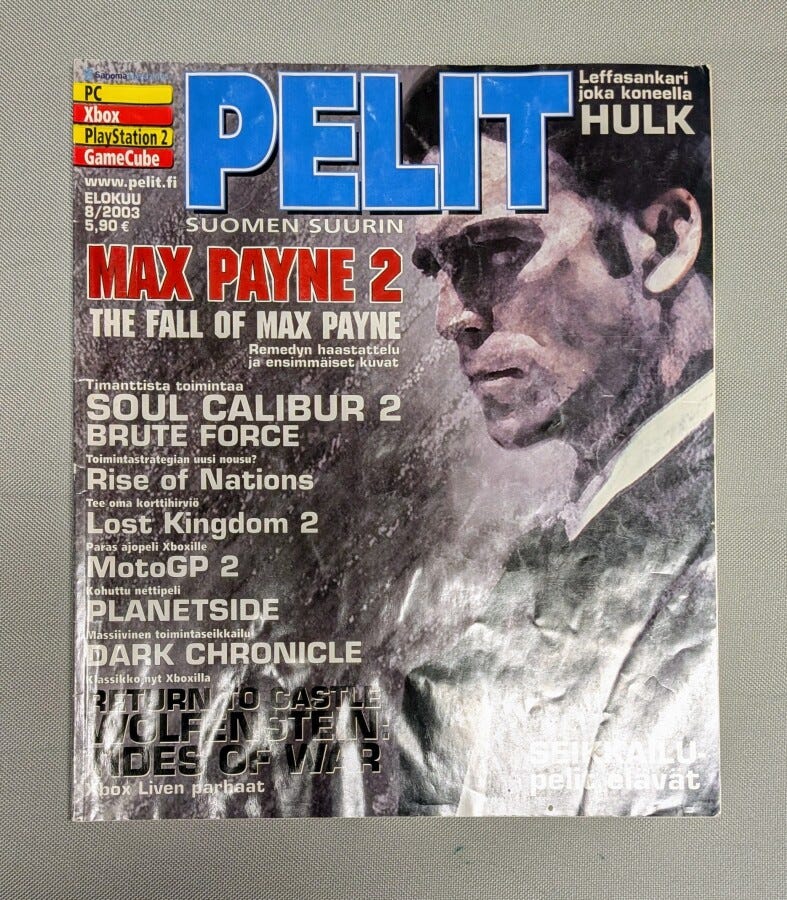 PC
Xbox
PlayStation 2
GameCube
www.pelit.fi
ELOKUU
8/2003
5,90 €
PELIT
SUOMEN SUURIN
Leffasankari
joka koneella
HULK
MAX PAYNE 2
THE FALL OF MAX PAYNE
Remedyn haastattelu
ja ensimmäiset kuvat
Timanttista toimintaa
SOUL CALIBUR 2
BRUTE FORCE
Toimintastrategian uusi nousu?
Rise of Nations
Tee oma korttihirviö
Lost Kingdom 2
Paras ajopeli Xboxille
MotoGP 2
Kohuttu nettipeli
PLANETSIDE
Massiivinen toimintaseikkailu
DARK CHRONICLE
Klassikko nyt Xboxilla
RETURN TO CASTLE
WOLFENSTEIN:
TIDES OF WAR
Xbox Liven parhaat
SEIKKAILU-
pelit elävät